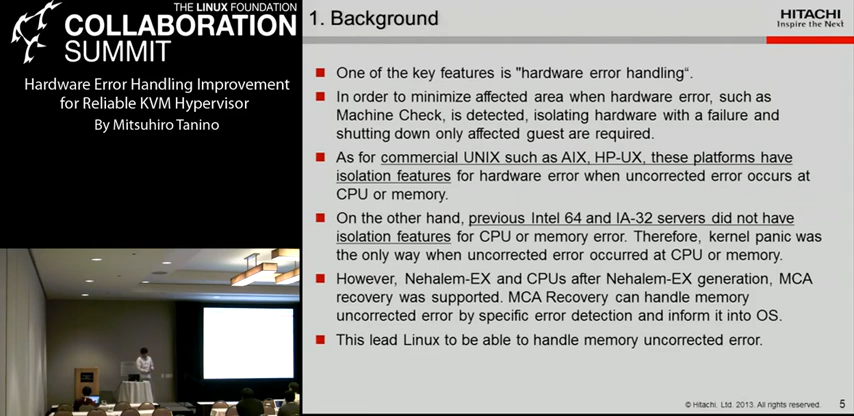 THE LINUX FOUNDATION
COLLABORATION
SUMMIT
Hardware Error Handling Improvement
for Reliable KVM Hypervisor
By Mitsuhiro Tanino
1. Background
HITACHI
Inspire the Next
One of the key features is "hardware error handling“.
In order to minimize affected area when hardware error, such as
Machine Check, is detected, isolating hardware with a failure and
shutting down only affected guest are required.
As for commercial UNIX such as AIX, HP-UX, these platforms have
isolation features for hardware error when uncorrected error occurs at
CPU or memory.
On the other hand, previous Intel 64 and IA-32 servers did not have
isolation features for CPU or memory error. Therefore, kernel panic was
the only way when uncorrected error occurred at CPU or memory.
However, Nehalem-EX and CPUs after Nehalem-EX generation, MCA
recovery was supported. MCA Recovery can handle memory
uncorrected error by specific error detection and inform it into OS.
This lead Linux to be able to handle memory uncorrected error.
© Hitachi, Ltd. 2013. All rights reserved. 5